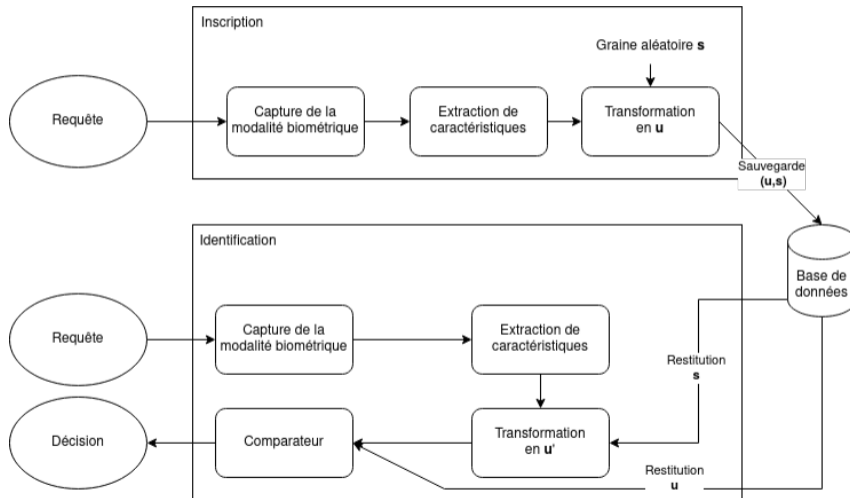 Inscription
Graine aléatoire s
Requête
Capture de la
modalité biométrique
Extraction de
caractéristiques
Transformation
en u
Sauvegarde
(u,s)
Identification
Base de
données
Requête
Capture de la
modalité biométrique
Extraction de
caractéristiques
Restitution
s
Décision
Comparateur
Transformation
en u'
Restitution
u